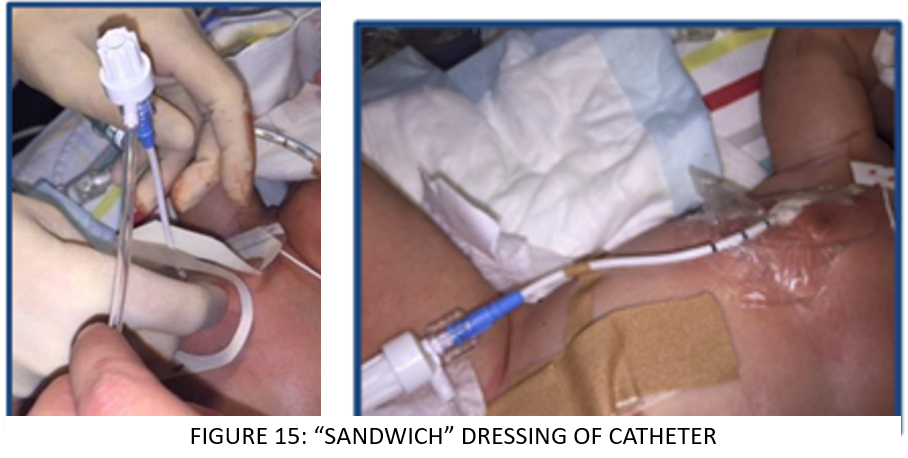 FIGURE 15: “SANDWICH” DRESSING OF CATHETER